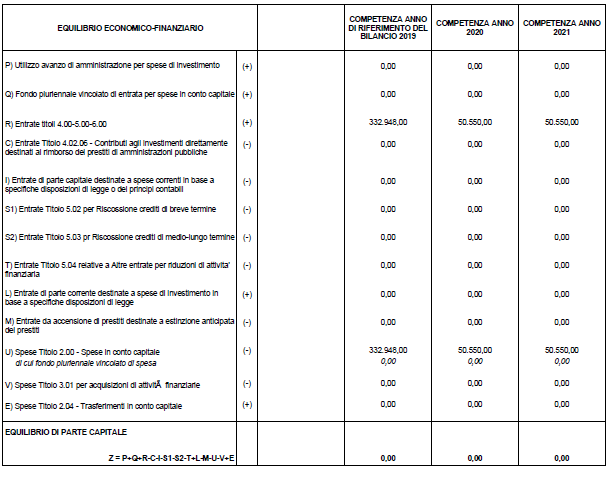 EQUILIBRIO ECONOMICO-FINANZIARIO
COMPETENZA ANNO
DI RIFERIMENTO DEL
BILANCIO 2019
COMPETENZA ANNO
2020
COMPETENZA ANNO
2021
P) Utilizzo avanzo di amministrazione per spese di investimento (+) 0,00 0,00 0,00
Q) Fondo pluriennale vincolato di entrata per spese in conto capitale (+) 0,00 0,00 0,00
R) Entrate titoli 4.00-5.00-6.00 (+) 332.948,00 50.550,00 50.550,00
C) Entrate Titolo 4.02.06 - Contributi agli investimenti direttamente (-) 0,00 0,00 0,00
destinati al rimborso dei prestiti di amministrazioni pubbliche
I) Entrate di parte capitale destinate a spese correnti in base a (-) 0,00 0,00 0,00
specifiche disposizioni di legge o dei principi contabili
S1) Entrate Titolo 5.02 per Riscossione crediti di breve termine (-) 0,00 0,00 0,00
S2) Entrate Titolo 5.03 pr Riscossione crediti di medio-lungo termine (-) 0,00 0,00 0,00
T) Entrate Titolo 5.04 relative a Altre entrate per riduzioni di attivita' (-) 0,00 0,00 0,00
finanziaria
L) Entrate di parte corrente destinate a spese di investimento in (+) 0,00 0,00 0,00
base a specifiche disposizioni di legge
M) Entrate da accensione di prestiti destinate a estinzione anticipata (-) 0,00 0,00 0,00
dei prestiti
U) Spese Titolo 2.00 - Spese in conto capitale (-) 332.948,00 50.550,00 50.550,00
di cui fondo pluriennale vincolato di spesa 0,00 0,00 0,00
V) Spese Titolo 3.01 per acquisizioni di attivitÃ finanziarie (-) 0,00 0,00 0,00
E) Spese Titolo 2.04 - Trasferimenti in conto capitale (+) 0,00 0,00 0,00
EQUILIBRIO DI PARTE CAPITALE
Z = P+Q+R-C-I-S1-S2-T+L-M-U-V+E 0,00 0,00 0,00